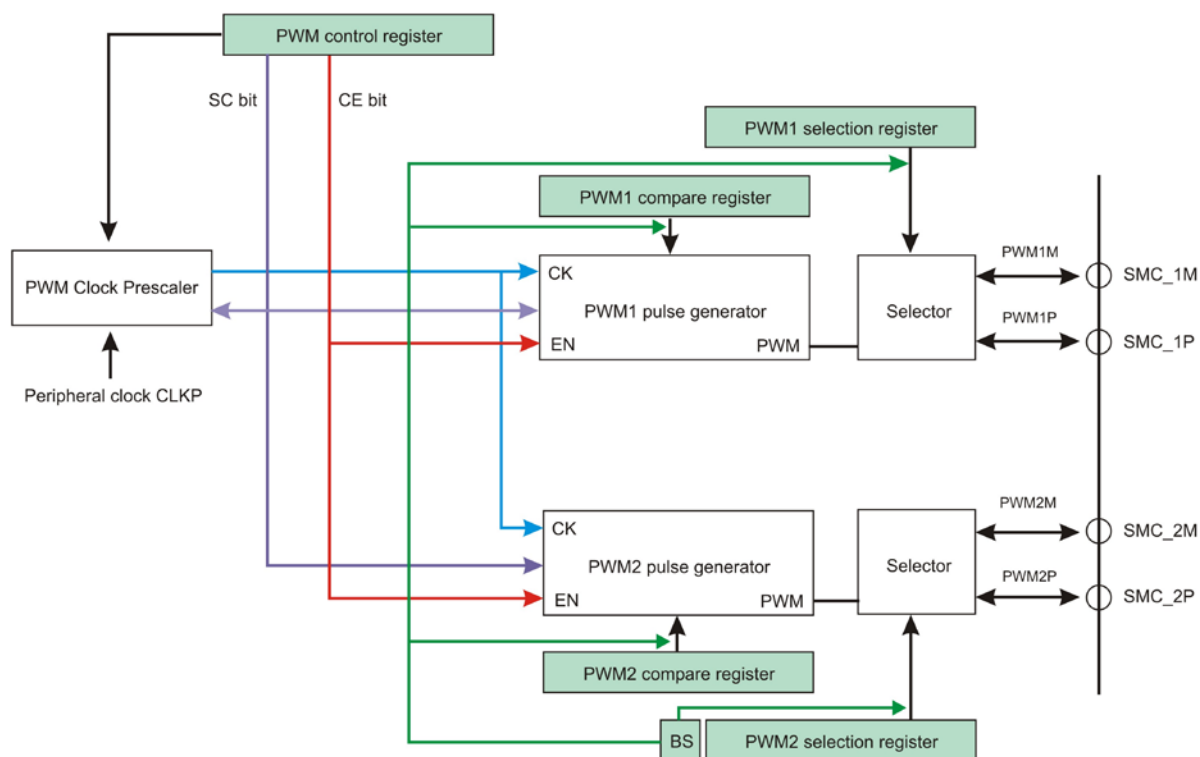 PWM control register
SC bit
CE bit
PWM1 selection register
PWM1 compare register
PWM Clock Prescaler
Peripheral clock CLKP
CK
PWM1 pulse generator
EN
PWM
Selector
PWM1M
SMC_1M
PWM1P
SMC_1P
CK
PWM2 pulse generator
EN
PWM
Selector
PWM2M
SMC_2M
PWM2P
SMC_2P
PWM2 compare register
BS
PWM2 selection register